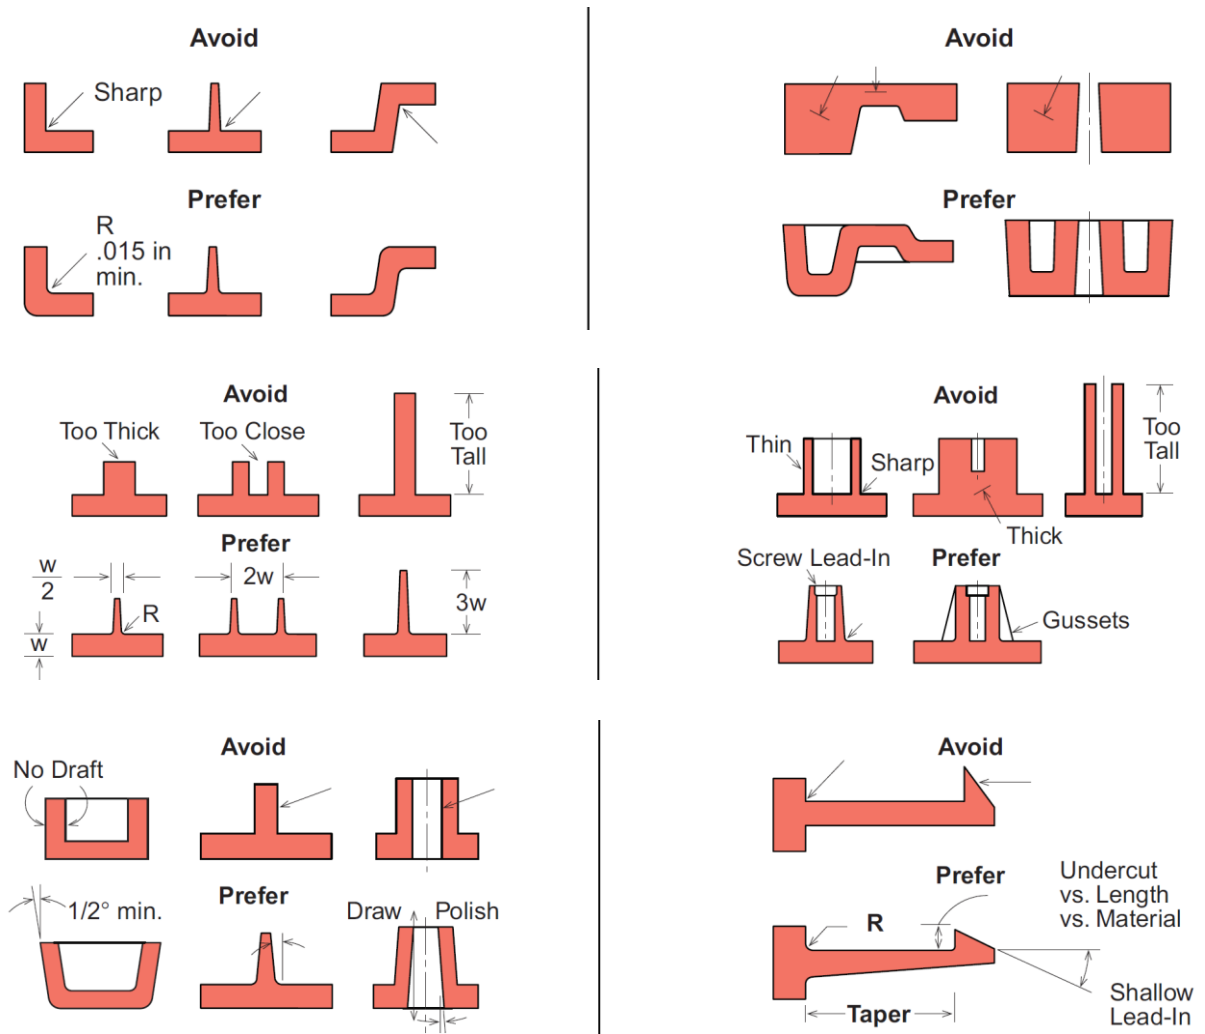 Avoid
Sharp
Prefer
R
.015 in
min.
Avoid
Prefer
Avoid
Too Thick
Too Close
Too
Tall
Prefer
w
2
2w
R
3w
w
Avoid
Thin
Sharp
Too
Tall
Thick
Screw Lead-In
Prefer
Gussets
Avoid
No Draft
Prefer
1/2° min.
Draw
Polish
Avoid
Prefer
Undercut
vs. Length
vs. Material
R
Shallow
Lead-In
Taper